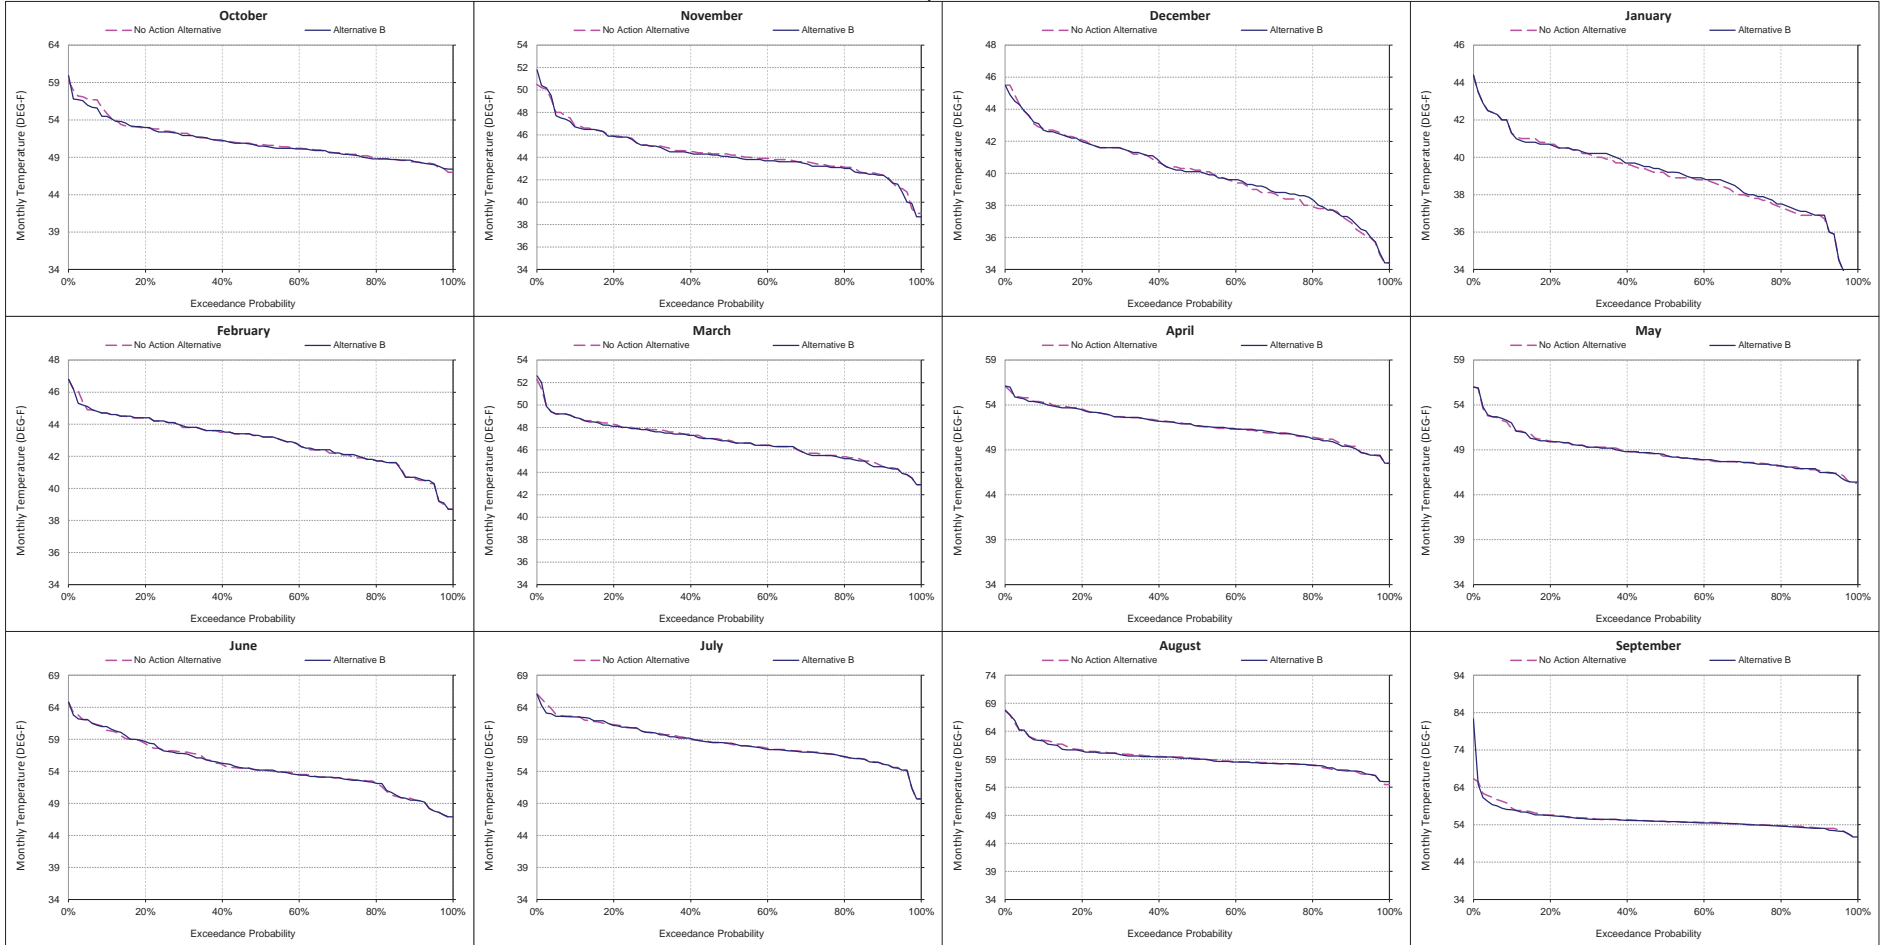 October
No Action Alternative Alternative B
Monthly Temperature (DEG-F)
64
59
54
49
44
39
34
0% 20% 40% 60% 80% 100%
Exceedance Probability
November
No Action Alternative Alternative B
Monthly Temperature (DEG-F)
54
52
50
48
46
44
42
40
38
36
34
0% 20% 40% 60% 80% 100%
Exceedance Probability
December
No Action Alternative Alternative B
Monthly Temperature (DEG-F)
48
46
44
42
40
38
36
34
0% 20% 40% 60% 80% 100%
Exceedance Probability
January
No Action Alternative Alternative B
Monthly Temperature (DEG-F)
46
44
42
40
38
36
34
0% 20% 40% 60% 80% 100%
Exceedance Probability
February
No Action Alternative Alternative B
Monthly Temperature (DEG-F)
48
46
44
42
40
38
36
34
0% 20% 40% 60% 80% 100%
Exceedance Probability
March
No Action Alternative Alternative B
Monthly Temperature (DEG-F)
54
52
50
48
46
44
42
40
38
36
34
0% 20% 40% 60% 80% 100%
Exceedance Probability
April
No Action Alternative Alternative B
Monthly Temperature (DEG-F)
59
54
49
44
39
34
0% 20% 40% 60% 80% 100%
Exceedance Probability
May
No Action Alternative Alternative B
Monthly Temperature (DEG-F)
59
54
49
44
39
34
0% 20% 40% 60% 80% 100%
Exceedance Probability
June
No Action Alternative Alternative B
Monthly Temperature (DEG-F)
69
64
59
54
49
44
39
34
0% 20% 40% 60% 80% 100%
Exceedance Probability
July
No Action Alternative Alternative B
Monthly Temperature (DEG-F)
69
64
59
54
49
44
39
34
0% 20% 40% 60% 80% 100%
Exceedance Probability
August
No Action Alternative Alternative B
Monthly Temperature (DEG-F)
74
69
64
59
54
49
44
39
34
0% 20% 40% 60% 80% 100%
Exceedance Probability
September
No Action Alternative Alternative B
Monthly Temperature (DEG-F)
94
84
74
64
54
44
34
0% 20% 40% 60% 80% 100%
Exceedance Probability